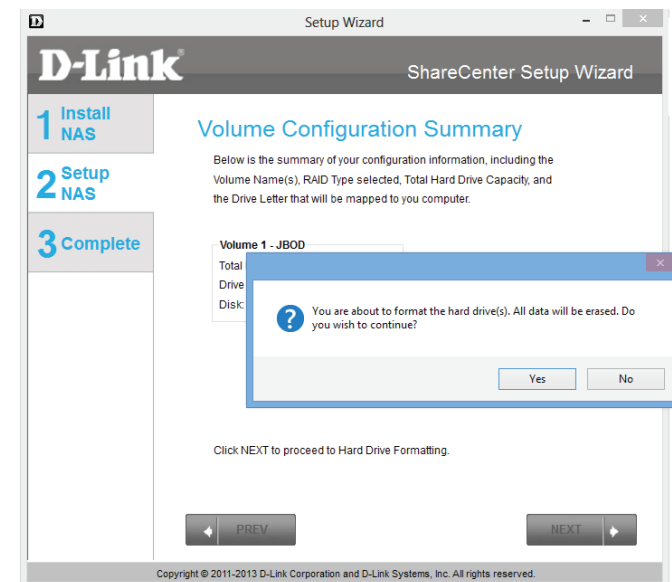 Setup Wizard
D-Link
ShareCenter Setup Wizard
1 Install
NAS
2 Setup
NAS
3 Complete
Volume Configuration Summary
Below is the summary of your configuration information, including the
Volume Name(s), RAID Type selected, Total Hard Drive Capacity, and
the Drive Letter that will be mapped to you computer.
Volume 1 - JBOD
Total
Drive
Disk:
You are about to format the hard drive(s). All data will be erased. Do
you wish to continue?
Yes
No
Click NEXT to proceed to Hard Drive Formatting.
PREV
NEXT
Copyright © 2011-2013 D-Link Corporation and D-Link Systems, Inc. All rights reserved.